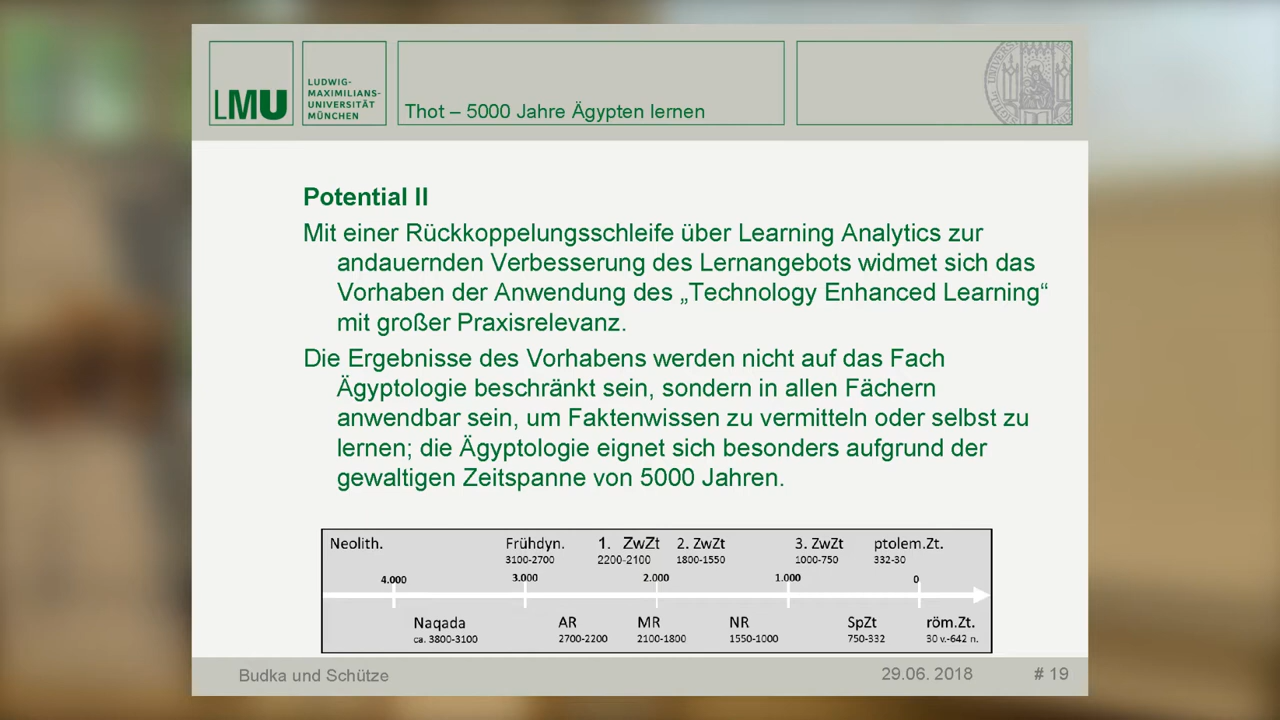 LMU
LUDWIG-
MAXIMILIANS-
UNIVERSITÄT
MÜNCHEN
Thot – 5000 Jahre Ägypten lernen
Potential II
Mit einer Rückkoppelungsschleife über Learning Analytics zur
andauernden Verbesserung des Lernangebots widmet sich das
Vorhaben der Anwendung des „Technology Enhanced Learning“
mit großer Praxisrelevanz.
Die Ergebnisse des Vorhabens werden nicht auf das Fach
Ägyptologie beschränkt sein, sondern in allen Fächern
anwendbar sein, um Faktenwissen zu vermitteln oder selbst zu
lernen; die Ägyptologie eignet sich besonders aufgrund der
gewaltigen Zeitspanne von 5000 Jahren.
Neolith. Frühdyn. 1. ZwZt 2. ZwZt 3. ZwZt ptolem.Zt.
3100-2700 2200-2100 1800-1550 1000-750 332-30
4.000 3.000 2.000 1.000 0
Naqada AR MR NR SpZt röm.Zt.
ca. 3800-3100 2700-2200 2100-1800 1550-1000 750-332 30 v.-642 n.
Budka und Schütze 29.06. 2018 # 19